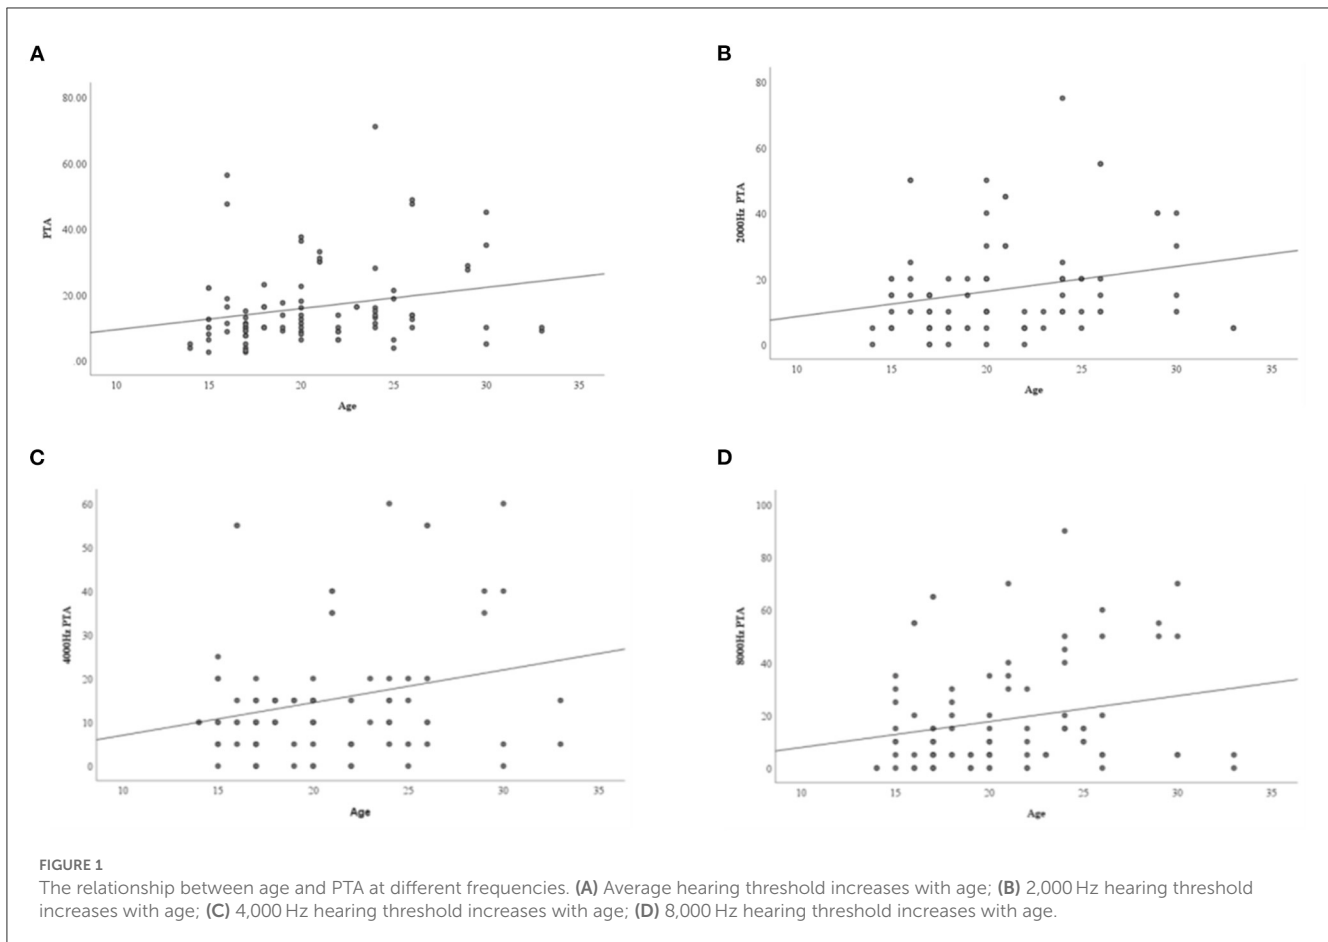 A
80.00
60.00
40.00
20.00
.00
PTA
10 15 20 25 30 35
Age
B
80
60
40
20
0
2000Hz PTA
10 15 20 25 30 35
Age
C
60
50
40
30
20
10
0
4000Hz PTA
10 15 20 25 30 35
Age
D
100
80
60
40
20
0
8000Hz PTA
10 15 20 25 30 35
Age
FIGURE 1
The relationship between age and PTA at different frequencies. (A) Average hearing threshold increases with age; (B) 2,000 Hz hearing threshold
increases with age; (C) 4,000 Hz hearing threshold increases with age; (D) 8,000 Hz hearing threshold increases with age.